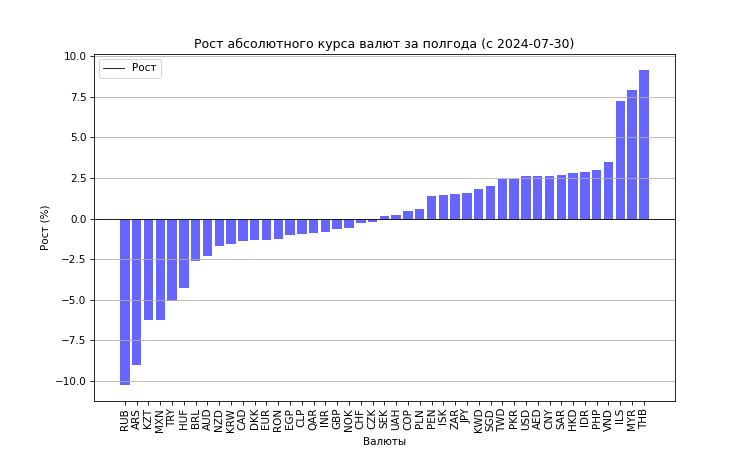 Рост абсолютного курса валют за полгода (с 2024-07-30)
Рост
10.0
7.5
5.0
2.5
0.0
−2.5
−5.0
−7.5
−10.0
Рост (%)
RUB ARS KZT MXN TRY HUF BRL AUD NZD KRW CAD DKK EUR RON EGP CLP QAR INR GBP NOK CHF CZK SEK UAH COP PLN PEN ISK ZAR JPY KWD SGD TWD PKR USD AED CNY SAR HKD IDR PHP VND ILS MYR THB
Валюты